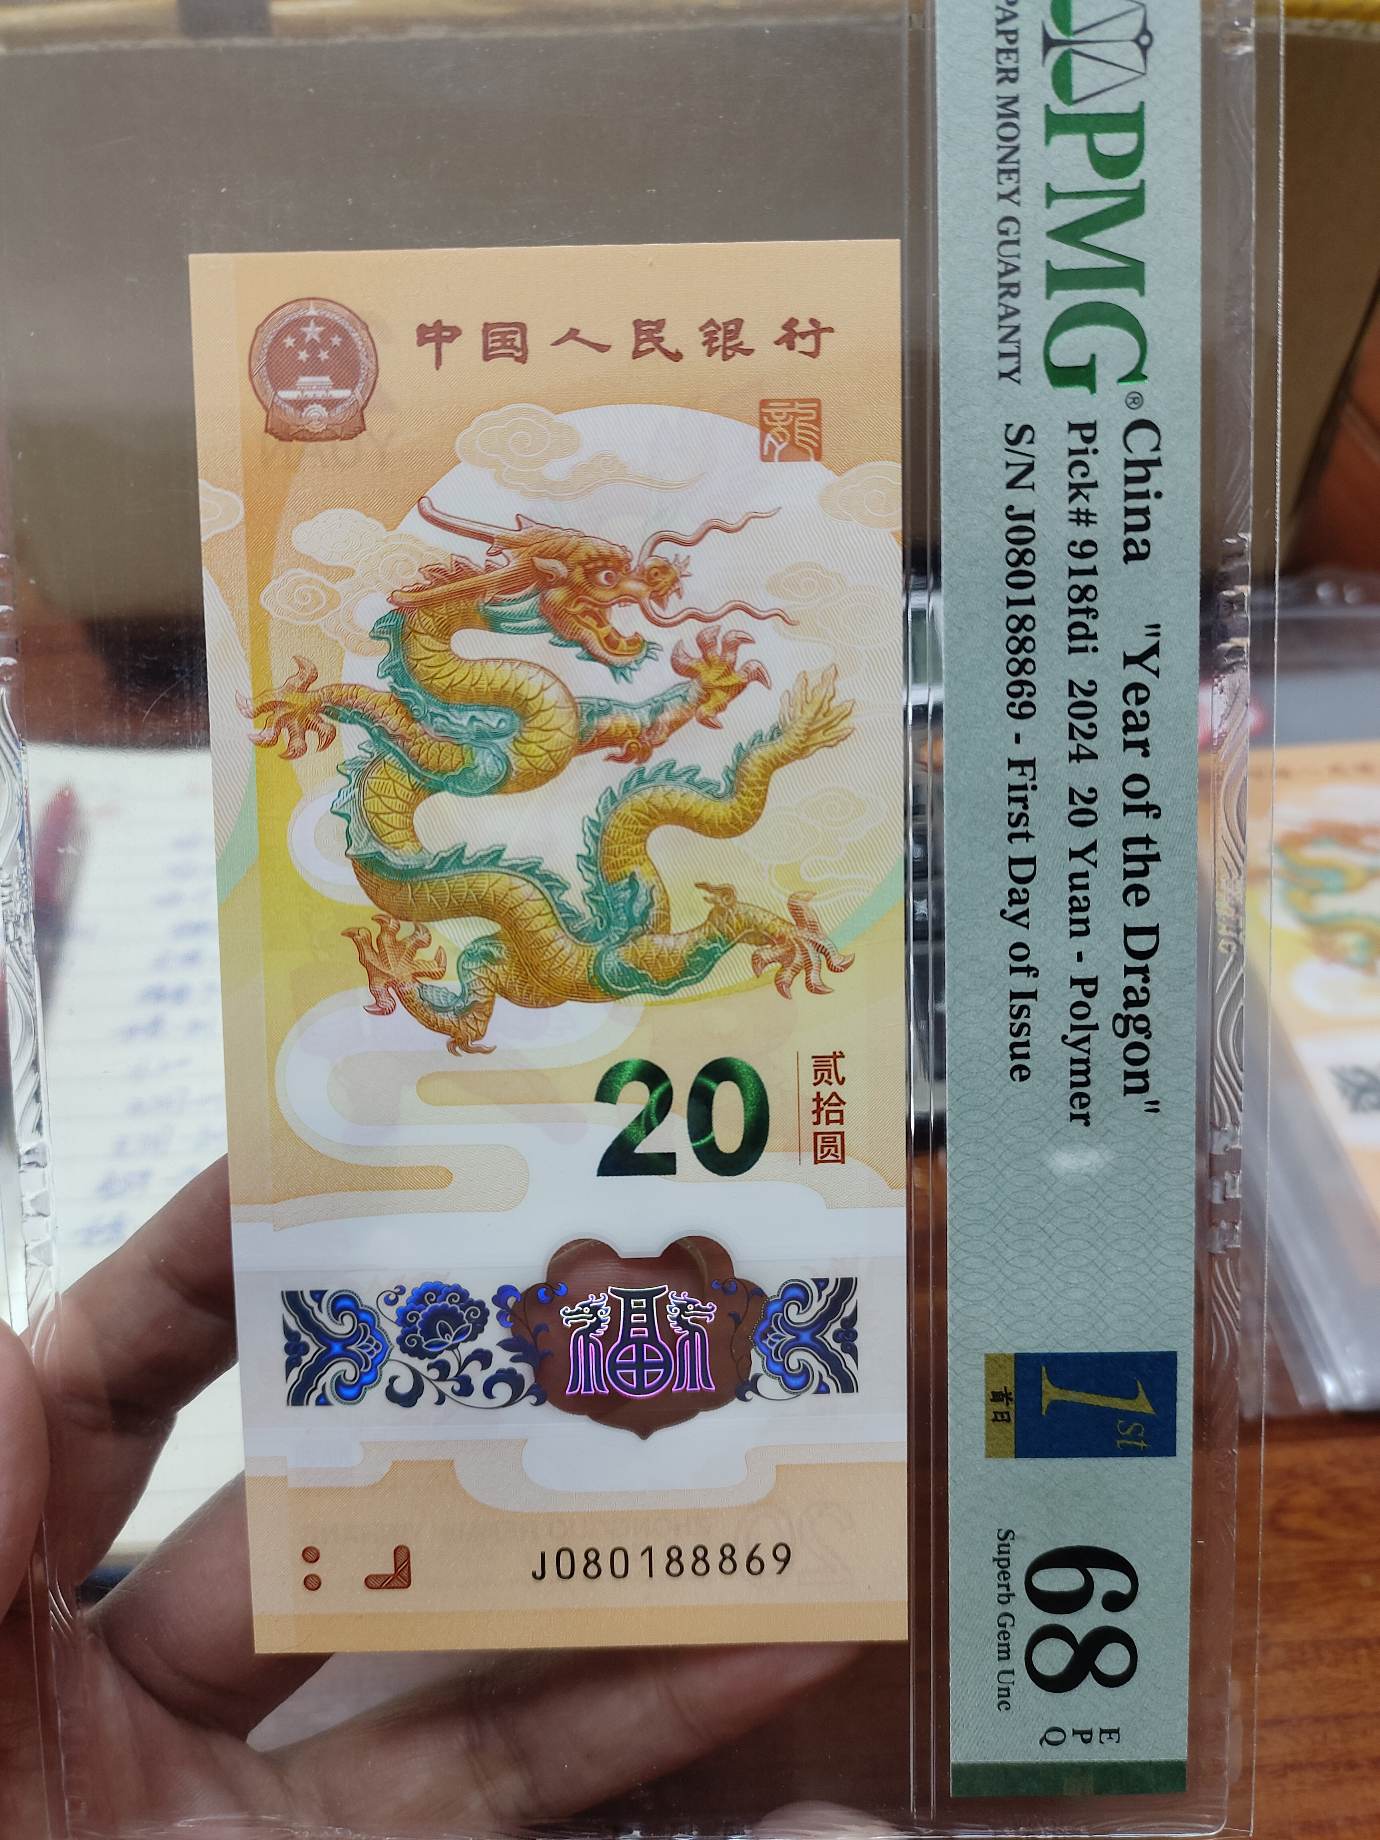 中国人民银行
龙
20
贰拾圆
福
J080188869
PMG®
PAPER MONEY GUARANTY
China "Year of the Dragon"
Pick# 918fdi 2024 20 Yuan - Polymer
S/N J080188869 - First Day of Issue
1st
首日
68
EPQ
Superb Gem Unc